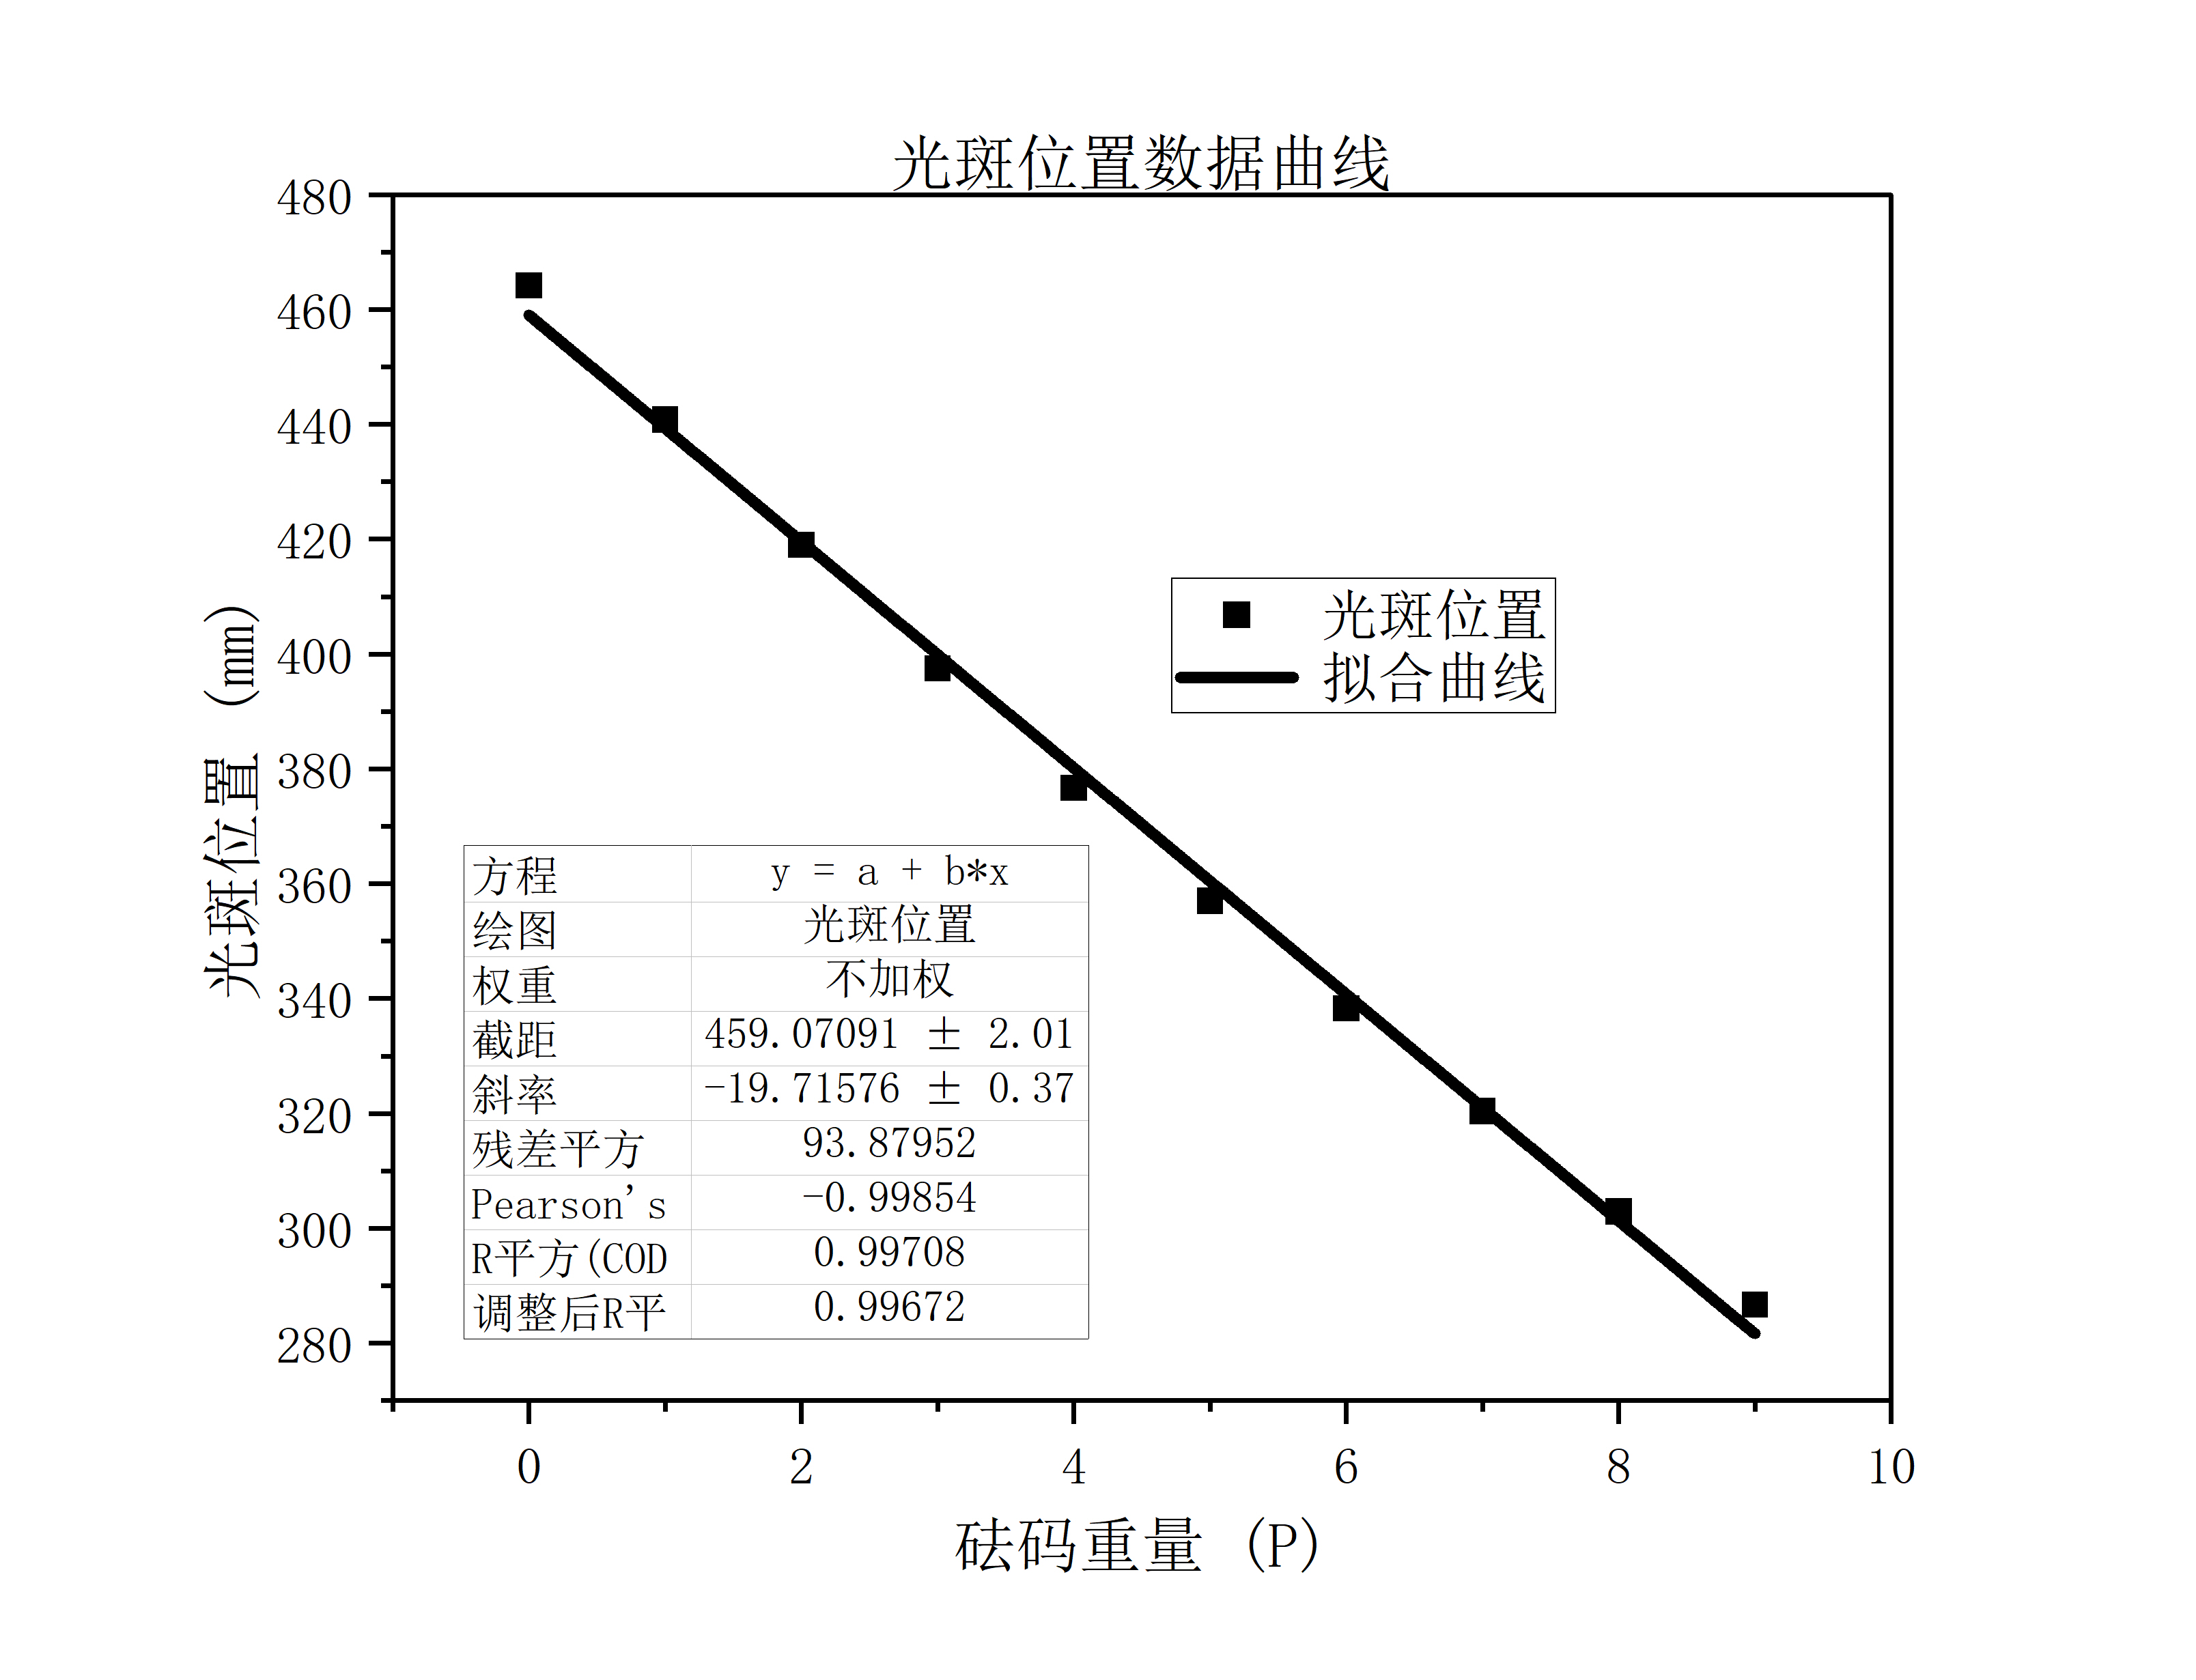 光斑位置数据曲线
480
460
440
420
400
380
360
340
320
300
280
光斑位置 (mm)
光斑位置
拟合曲线
方程 y = a + b*x
绘图 光斑位置
权重 不加权
截距 459.07091 ± 2.01
斜率 -19.71576 ± 0.37
残差平方 93.87952
Pearson's -0.99854
R平方(COD 0.99708
调整后R平 0.99672
0 2 4 6 8 10
砝码重量 (P)